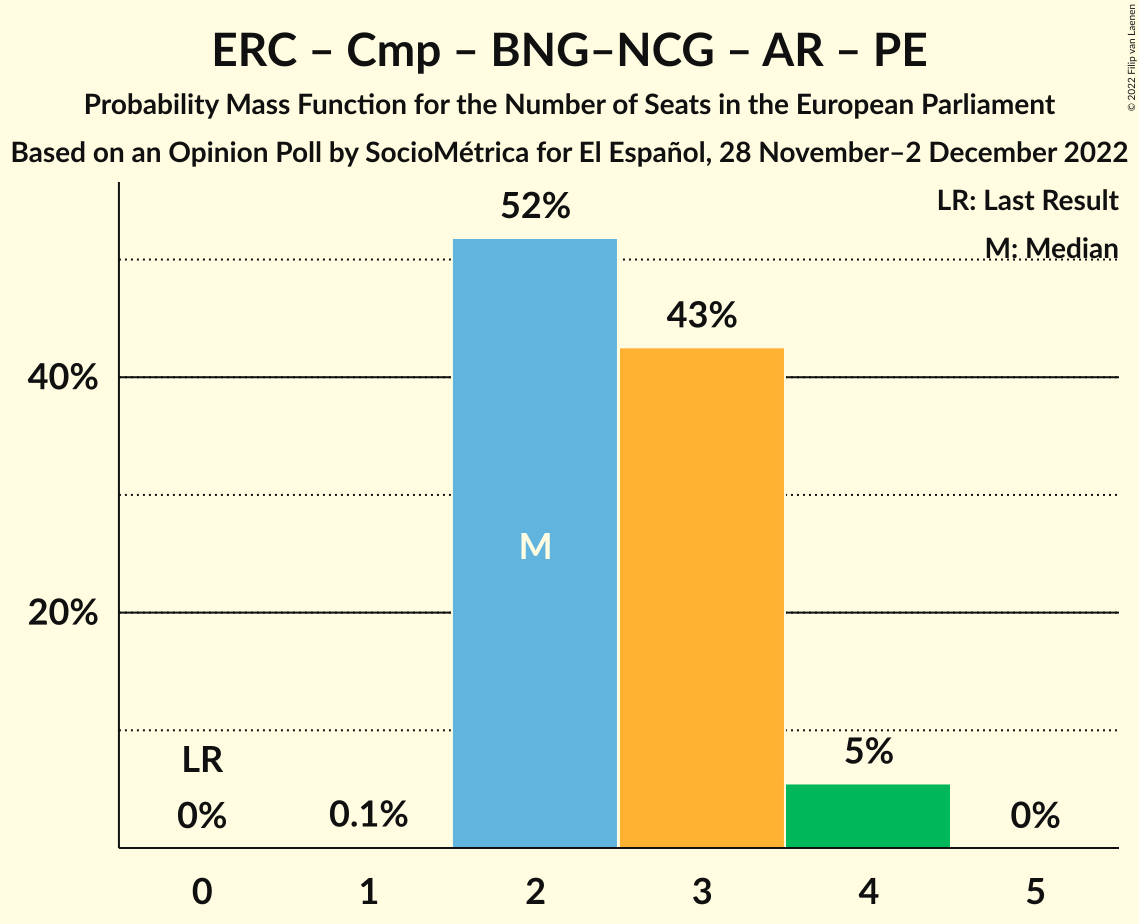 ERC – Cmp – BNG–NCG – AR – PE
Probability Mass Function for the Number of Seats in the European Parliament
Based on an Opinion Poll by SocioMétrica for El Español, 28 November–2 December 2022
© 2022 Filip van Laenen
LR: Last Result
M: Median
52%
43%
40%
M
20%
LR
5%
0%
0.1%
0%
0 1 2 3 4 5